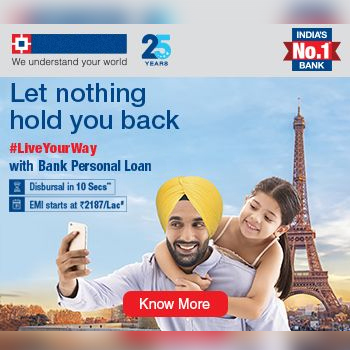 We understand your world
25
YEARS
INDIA'S
No.1
BANK
Let nothing
hold you back
#LiveYourWay
with Bank Personal Loan
Disbursal in 10 Secs**
EMI starts at ₹2187/Lac#
Know More